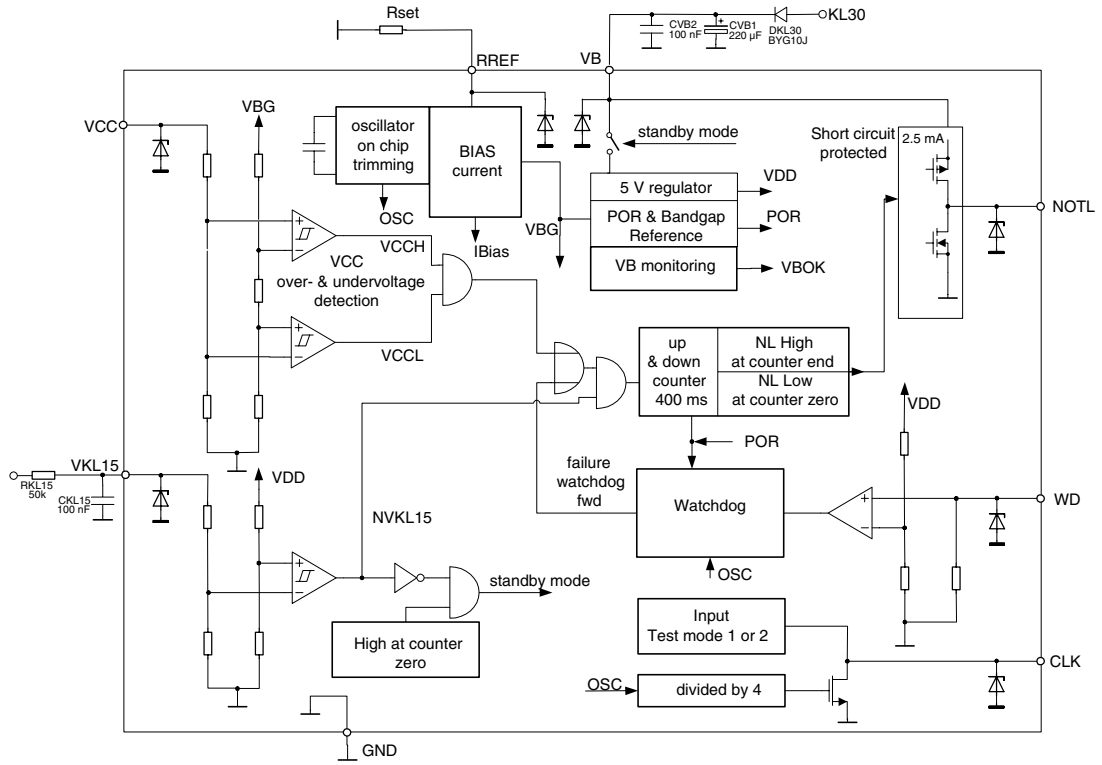 Rset
CVB2
100 nF
+
CVB1
220 µF
DKL30
BYG10J
KL30
RREF
VB
VCC
VBG
oscillator
on chip
trimming
BIAS
current
standby mode
Short circuit
protected
2.5 mA
OSC
IBias
VBG
5 V regulator
VDD
POR & Bandgap
Reference
POR
VB monitoring
VBOK
NOTL
+
−
VCCH
VCC
over- & undervoltage
detection
+
−
VCCL
up
& down
counter
400 ms
NL High
at counter end
NL Low
at counter zero
VDD
POR
VKL15
RKL15
50k
CKL15
100 nF
VDD
failure
watchdog
fwd
Watchdog
+
−
WD
NVKL15
OSC
+
−
standby mode
High at counter
zero
Input
Test mode 1 or 2
CLK
OSC
divided by 4
GND